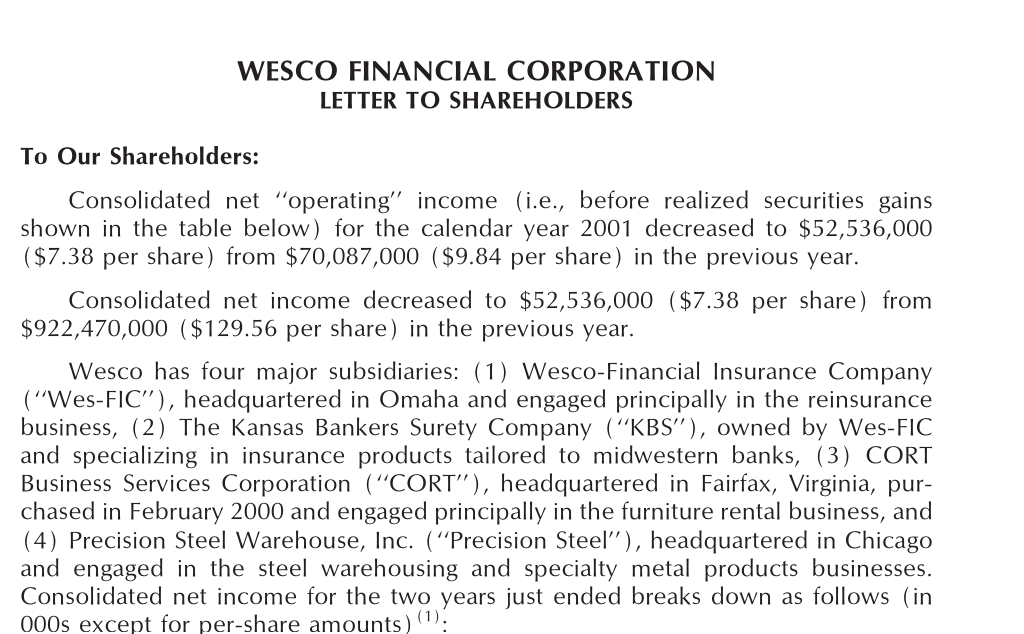 WESCO FINANCIAL CORPORATION
LETTER TO SHAREHOLDERS
To Our Shareholders:
Consolidated net ‘‘operating’’ income (i.e., before realized securities gains
shown in the table below) for the calendar year 2001 decreased to $52,536,000
($7.38 per share) from $70,087,000 ($9.84 per share) in the previous year.
Consolidated net income decreased to $52,536,000 ($7.38 per share) from
$922,470,000 ($129.56 per share) in the previous year.
Wesco has four major subsidiaries: (1) Wesco-Financial Insurance Company
(‘‘Wes-FIC’’), headquartered in Omaha and engaged principally in the reinsurance
business, (2) The Kansas Bankers Surety Company (‘‘KBS’’), owned by Wes-FIC
and specializing in insurance products tailored to midwestern banks, (3) CORT
Business Services Corporation (‘‘CORT’’), headquartered in Fairfax, Virginia, pur-
chased in February 2000 and engaged principally in the furniture rental business, and
(4) Precision Steel Warehouse, Inc. (‘‘Precision Steel’’), headquartered in Chicago
and engaged in the steel warehousing and specialty metal products businesses.
Consolidated net income for the two years just ended breaks down as follows (in
000s except for per-share amounts)(1):